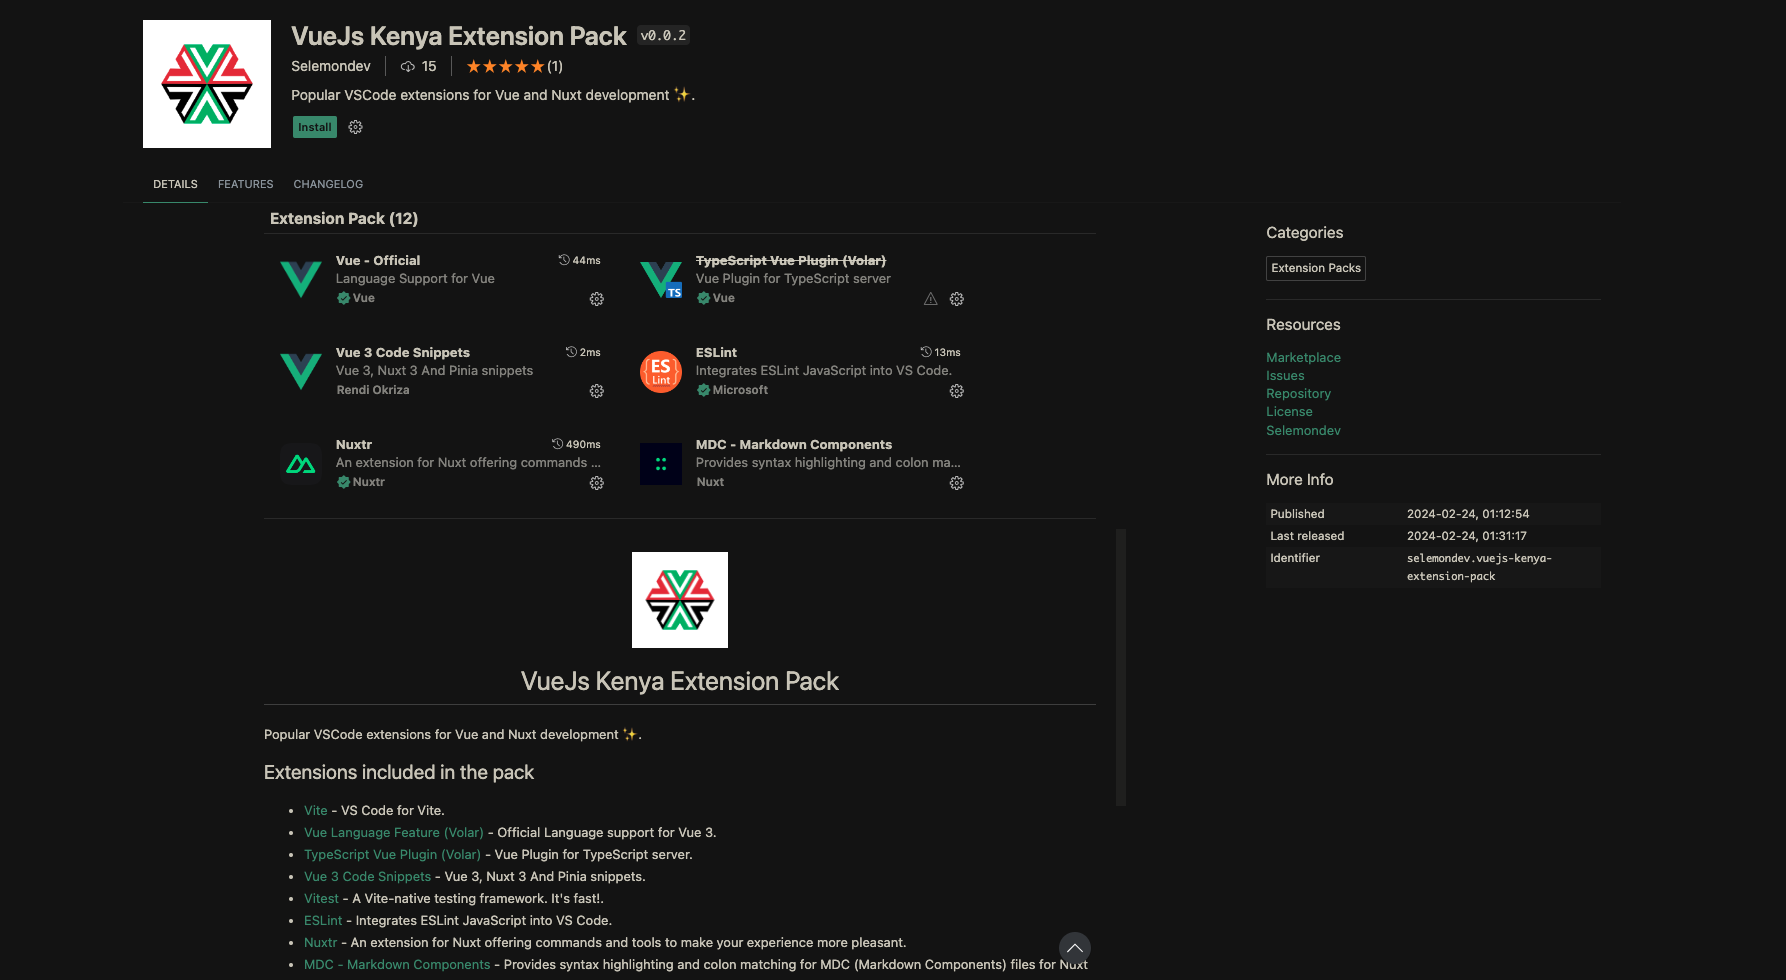 VueJs Kenya Extension Pack v0.0.2
Selemondev 15 ★★★★★(1)
Popular VSCode extensions for Vue and Nuxt development ✨.
Install
DETAILS FEATURES CHANGELOG
Extension Pack (12)
Vue - Official 44ms
Language Support for Vue
Vue
TypeScript Vue Plugin (Volar)
Vue Plugin for TypeScript server
Vue
TS
Vue 3 Code Snippets 2ms
Vue 3, Nuxt 3 And Pinia snippets
Rendi Okriza
ES
Lint
ESLint 13ms
Integrates ESLint JavaScript into VS Code.
Microsoft
Nuxtr 490ms
An extension for Nuxt offering commands ...
Nuxtr
MDC - Markdown Components
Provides syntax highlighting and colon ma...
Nuxt
VueJs Kenya Extension Pack
Popular VSCode extensions for Vue and Nuxt development ✨.
Extensions included in the pack
• Vite - VS Code for Vite.
• Vue Language Feature (Volar) - Official Language support for Vue 3.
• TypeScript Vue Plugin (Volar) - Vue Plugin for TypeScript server.
• Vue 3 Code Snippets - Vue 3, Nuxt 3 And Pinia snippets.
• Vitest - A Vite-native testing framework. It's fast!.
• ESLint - Integrates ESLint JavaScript into VS Code.
• Nuxtr - An extension for Nuxt offering commands and tools to make your experience more pleasant.
• MDC - Markdown Components - Provides syntax highlighting and colon matching for MDC (Markdown Components) files for Nuxt
Categories
Extension Packs
Resources
Marketplace
Issues
Repository
License
Selemondev
More Info
Published 2024-02-24, 01:12:54
Last released 2024-02-24, 01:31:17
Identifier selemondev.vuejs-kenya-
extension-pack